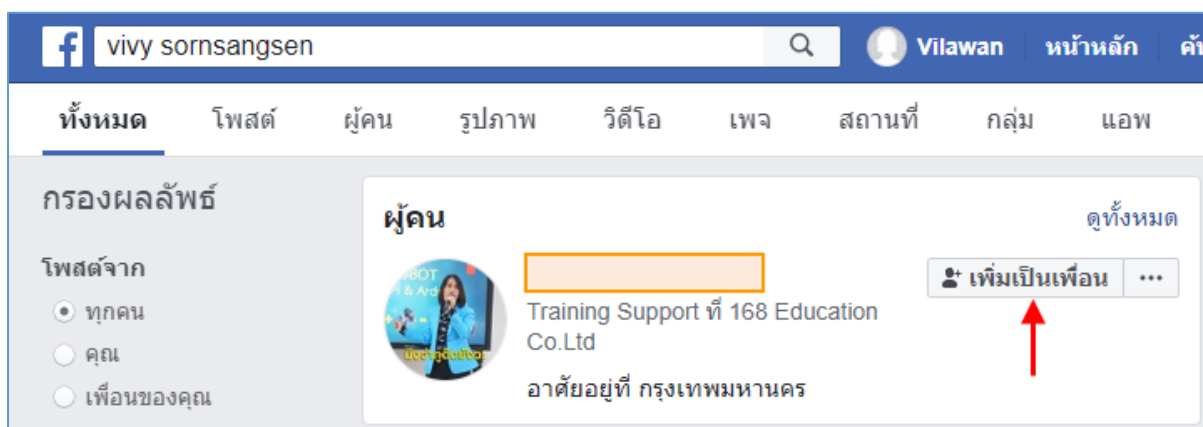 f vivy sornsangsen Vilawan หน้าหลัก
ทั้งหมด โพสต์ ผู้คน รูปภาพ วิดีโอ เพจ สถานที่ กลุ่ม แอพ
กรองผลลัพธ์
โพสต์จาก
ทุกคน
คุณ
เพื่อนของคุณ
ผู้คน ดูทั้งหมด
เพิ่มเป็นเพื่อน ...
Training Support ที่ 168 Education
Co.Ltd
อาศัยอยู่ที่ กรุงเทพมหานคร